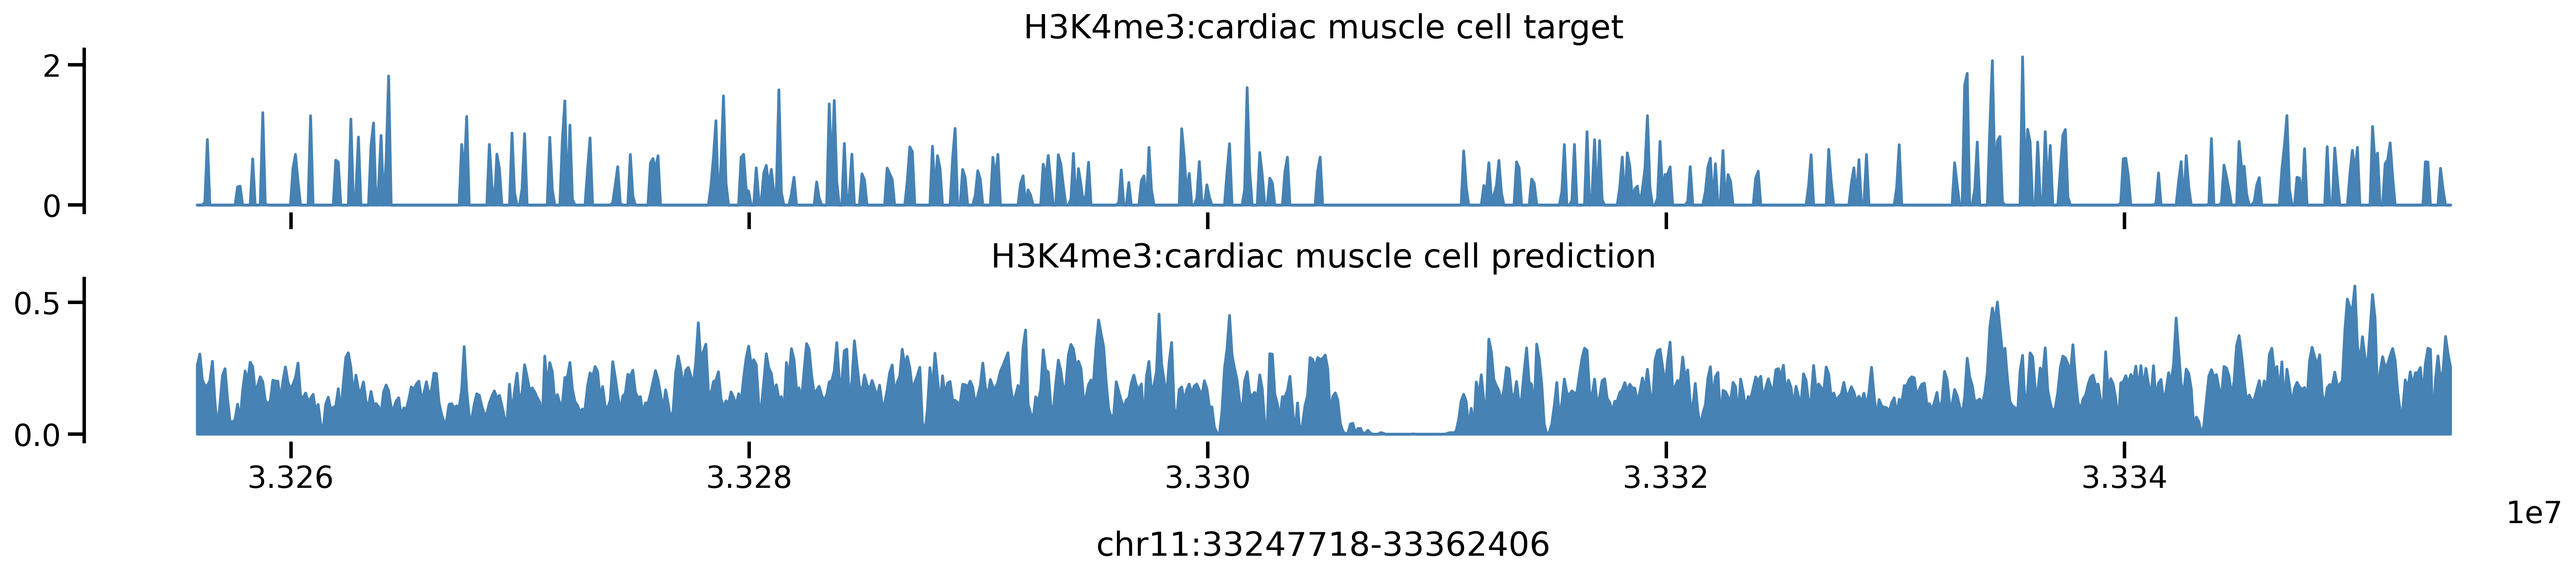 H3K4me3:cardiac muscle cell target
2
0
H3K4me3:cardiac muscle cell prediction
0.5
0.0
3.326 3.328 3.330 3.332 3.334
1e7
chr11:33247718-33362406